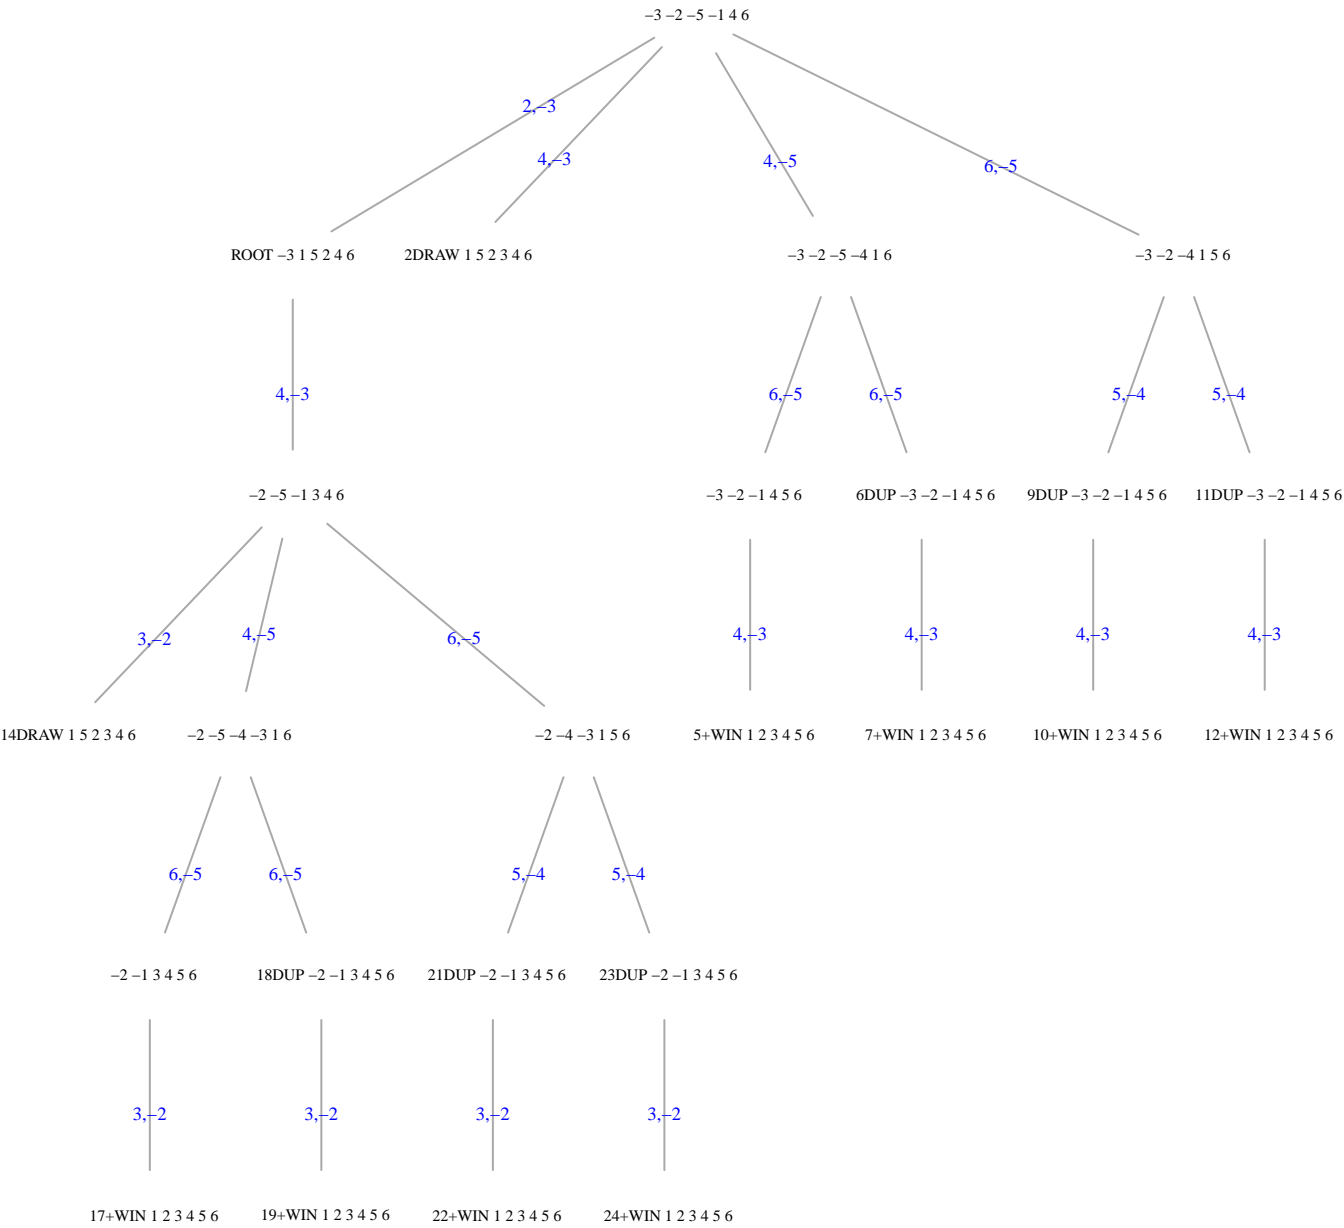 –3 –2 –5 –1 4 6
2,–3
4,–3
4,–5
6,–5
ROOT –3 1 5 2 4 6
2DRAW 1 5 2 3 4 6
–3 –2 –5 –4 1 6
–3 –2 –4 1 5 6
4,–3
6,–5
6,–5
5,–4
5,–4
–2 –5 –1 3 4 6
–3 –2 –1 4 5 6
6DUP –3 –2 –1 4 5 6
9DUP –3 –2 –1 4 5 6
11DUP –3 –2 –1 4 5 6
3,–2
4,–5
6,–5
4,–3
4,–3
4,–3
4,–3
14DRAW 1 5 2 3 4 6
–2 –5 –4 –3 1 6
–2 –4 –3 1 5 6
5+WIN 1 2 3 4 5 6
7+WIN 1 2 3 4 5 6
10+WIN 1 2 3 4 5 6
12+WIN 1 2 3 4 5 6
6,–5
6,–5
5,–4
5,–4
–2 –1 3 4 5 6
18DUP –2 –1 3 4 5 6
21DUP –2 –1 3 4 5 6
23DUP –2 –1 3 4 5 6
3,–2
3,–2
3,–2
3,–2
17+WIN 1 2 3 4 5 6
19+WIN 1 2 3 4 5 6
22+WIN 1 2 3 4 5 6
24+WIN 1 2 3 4 5 6